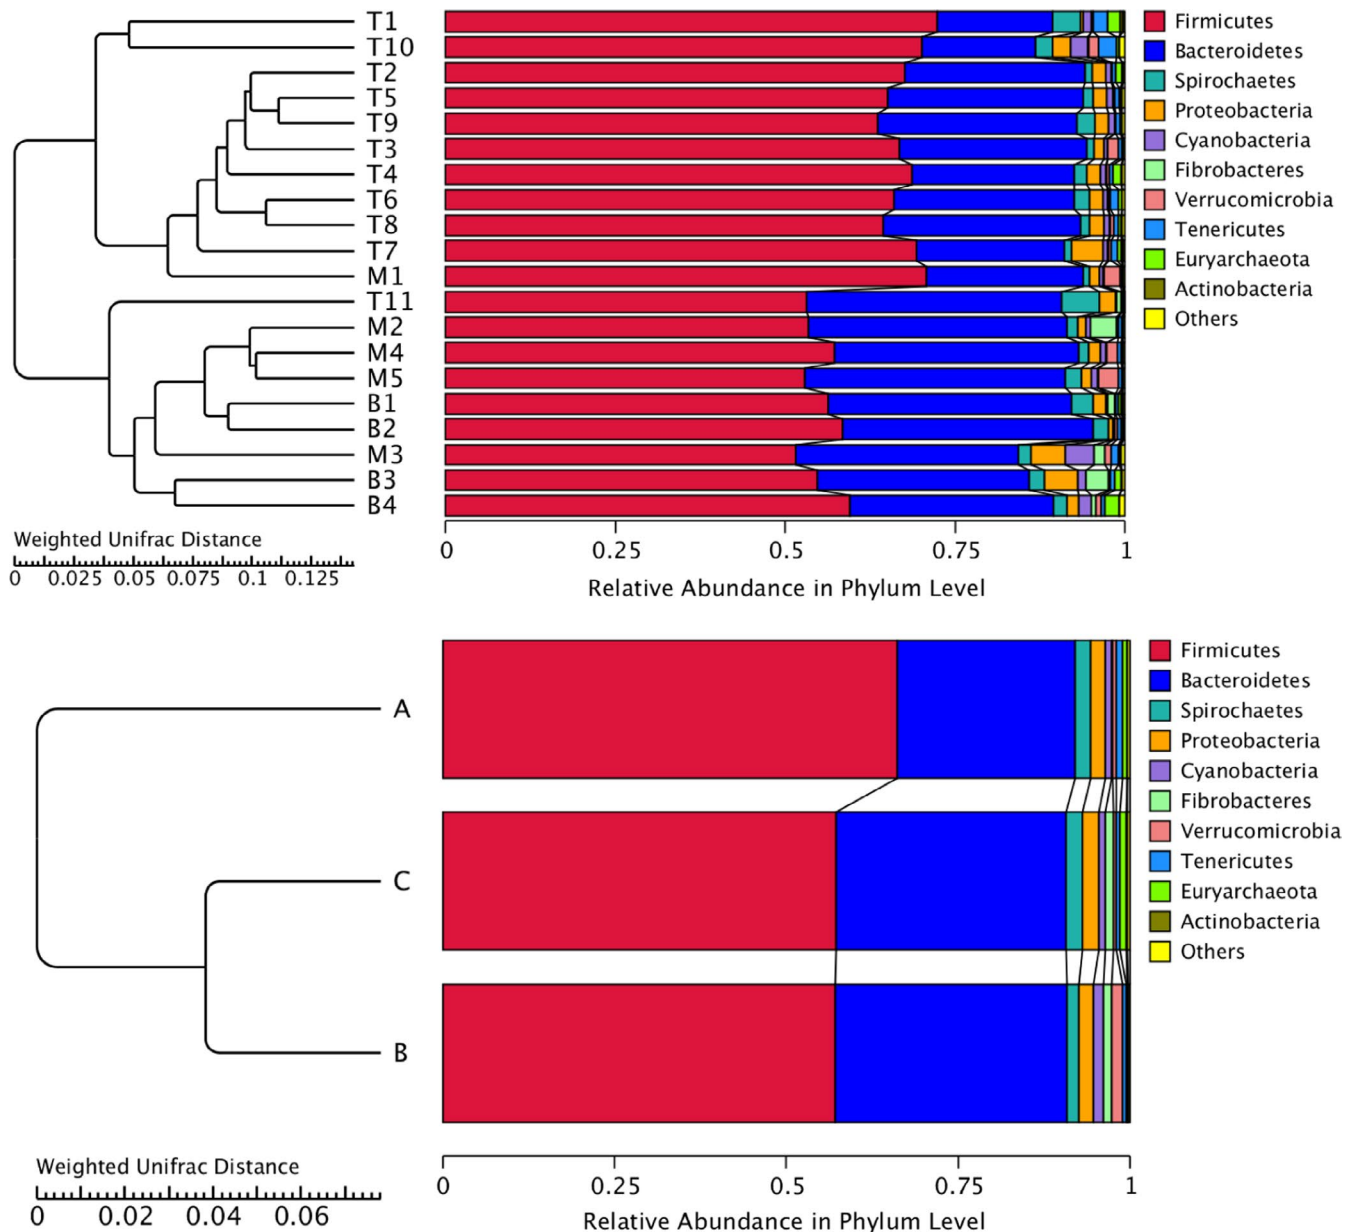 T1
T10
T2
T5
T9
T3
T4
T6
T8
T7
M1
T11
M2
M4
M5
B1
B2
M3
B3
B4
Firmicutes
Bacteroidetes
Spirochaetes
Proteobacteria
Cyanobacteria
Fibrobacteres
Verrucomicrobia
Tenericutes
Euryarchaeota
Actinobacteria
Others
Weighted Unifrac Distance
0 0.025 0.05 0.075 0.1 0.125
0 0.25 0.5 0.75 1
Relative Abundance in Phylum Level
A
C
B
Firmicutes
Bacteroidetes
Spirochaetes
Proteobacteria
Cyanobacteria
Fibrobacteres
Verrucomicrobia
Tenericutes
Euryarchaeota
Actinobacteria
Others
Weighted Unifrac Distance
0 0.02 0.04 0.06
0 0.25 0.5 0.75 1
Relative Abundance in Phylum Level